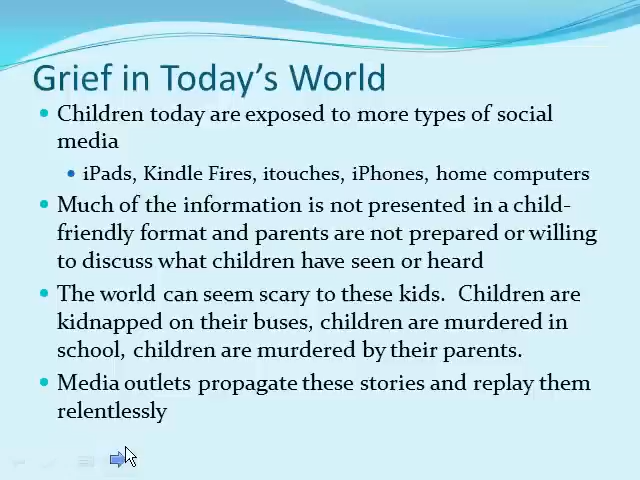 Grief in Today's World
• Children today are exposed to more types of social
media
• iPads, Kindle Fires, itouches, iPhones, home computers
• Much of the information is not presented in a child-
friendly format and parents are not prepared or willing
to discuss what children have seen or heard
• The world can seem scary to these kids.  Children are
kidnapped on their buses, children are murdered in
school, children are murdered by their parents.
• Media outlets propagate these stories and replay them
relentlessly